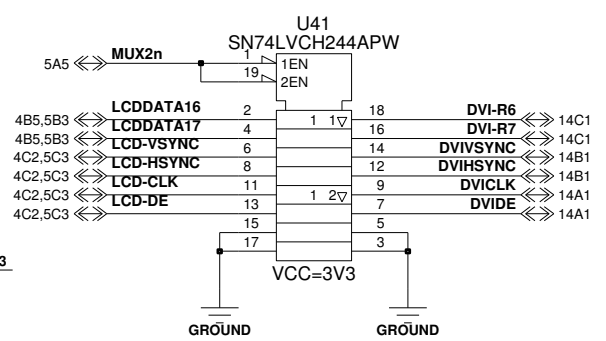 U41
SN74LVCH244APW
5A5 MUX2n 1 1EN
19 2EN
4B5,5B3 LCDDATA16 2 1 1▽ 18 DVI-R6 14C1
4B5,5B3 LCDDATA17 4 16 DVI-R7 14C1
4C2,5C3 LCD-VSYNC 6 14 DVIVSYNC 14B1
4C2,5C3 LCD-HSYNC 8 12 DVIHSYNC 14B1
4C2,5C3 LCD-CLK 11 1 2▽ 9 DVICLK 14A1
4C2,5C3 LCD-DE 13 7 DVIDE 14A1
15 5
17 3
3
VCC=3V3
GROUND GROUND